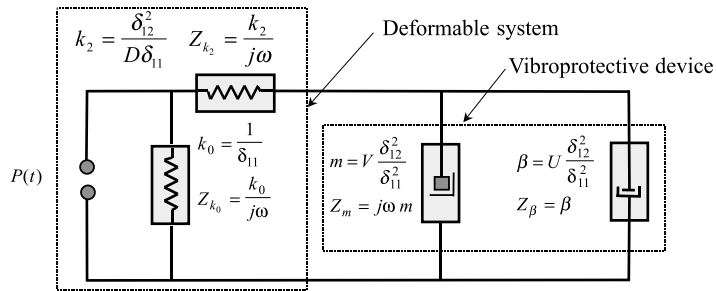 Deformable system
Vibroprotective device
k₂ = δ₁₂² / Dδ₁₁   Z_k₂ = k₂ / jω
P(t)
k₀ = 1 / δ₁₁
Z_k₀ = k₀ / jω
m = V δ₁₂² / δ₁₁²
Z_m = jω m
β = U δ₁₂² / δ₁₁²
Z_β = β